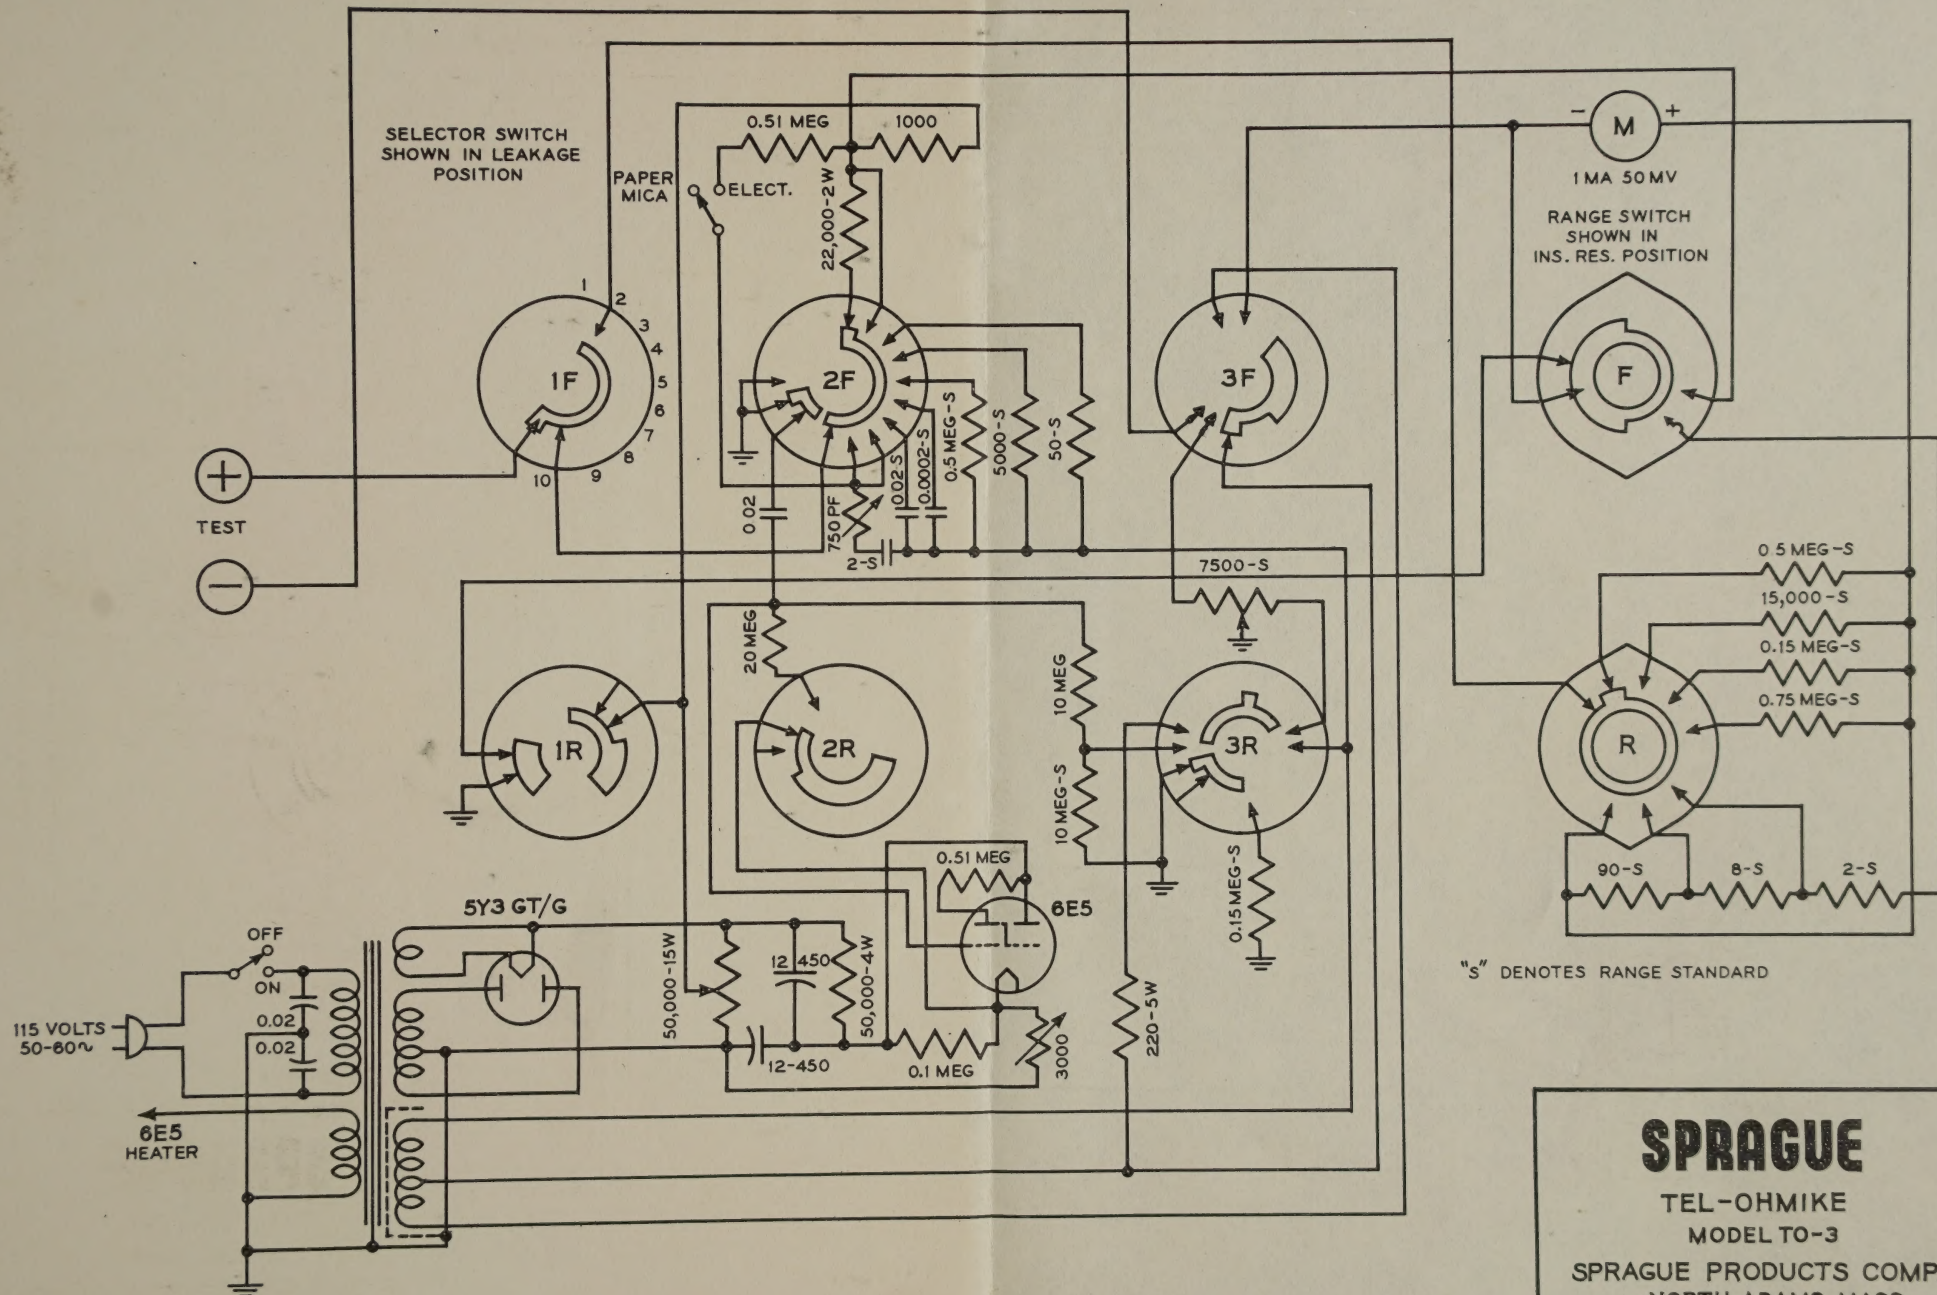 SELECTOR SWITCH
SHOWN IN LEAKAGE
POSITION
0.51 MEG
1000
PAPER
MICA
ELECT.
22,000-2W
M
- +
1 MA 50 MV
RANGE SWITCH
SHOWN IN
INS. RES. POSITION
1
2
3
4
5
6
7
8
9
10
1F
2F
3F
F
+
TEST
-
0.02
750 PF
2-S
0.02-S
0.0002-S
0.5 MEG-S
5000-S
50-S
7500-S
0.5 MEG-S
15,000-S
0.15 MEG-S
0.75 MEG-S
20 MEG
10 MEG
10 MEG-S
1R
2R
3R
R
90-S
8-S
2-S
"S" DENOTES RANGE STANDARD
0.51 MEG
6E5
0.15 MEG-S
5Y3 GT/G
OFF
ON
50,000-15W
12 450
50,000-4W
220-5W
0.02
0.02
115 VOLTS
50-60~
12-450
0.1 MEG
3000
6E5
HEATER
SPRAGUE
TEL-OHMIKE
MODEL TO-3
SPRAGUE PRODUCTS COMP